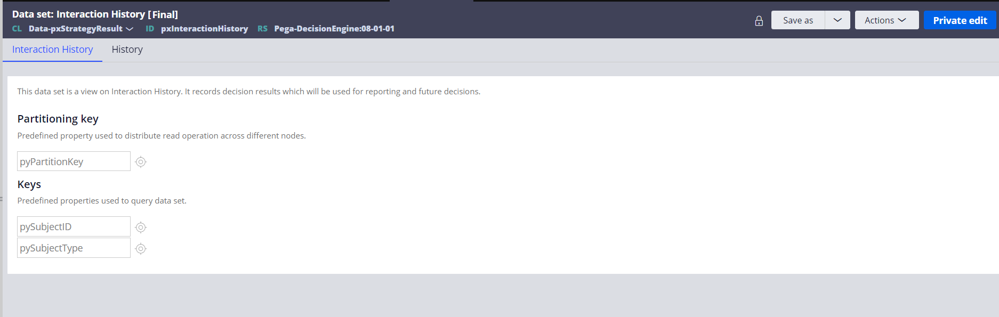 Data set: Interaction History [Final]
CL Data-pxStrategyResult ID pxInteractionHistory RS Pega-DecisionEngine:08-01-01
Save as Actions Private edit
Interaction History History
This data set is a view on Interaction History. It records decision results which will be used for reporting and future decisions.
Partitioning key
Predefined property used to distribute read operation across different nodes.
pyPartitionKey
Keys
Predefined properties used to query data set.
pySubjectID
pySubjectType